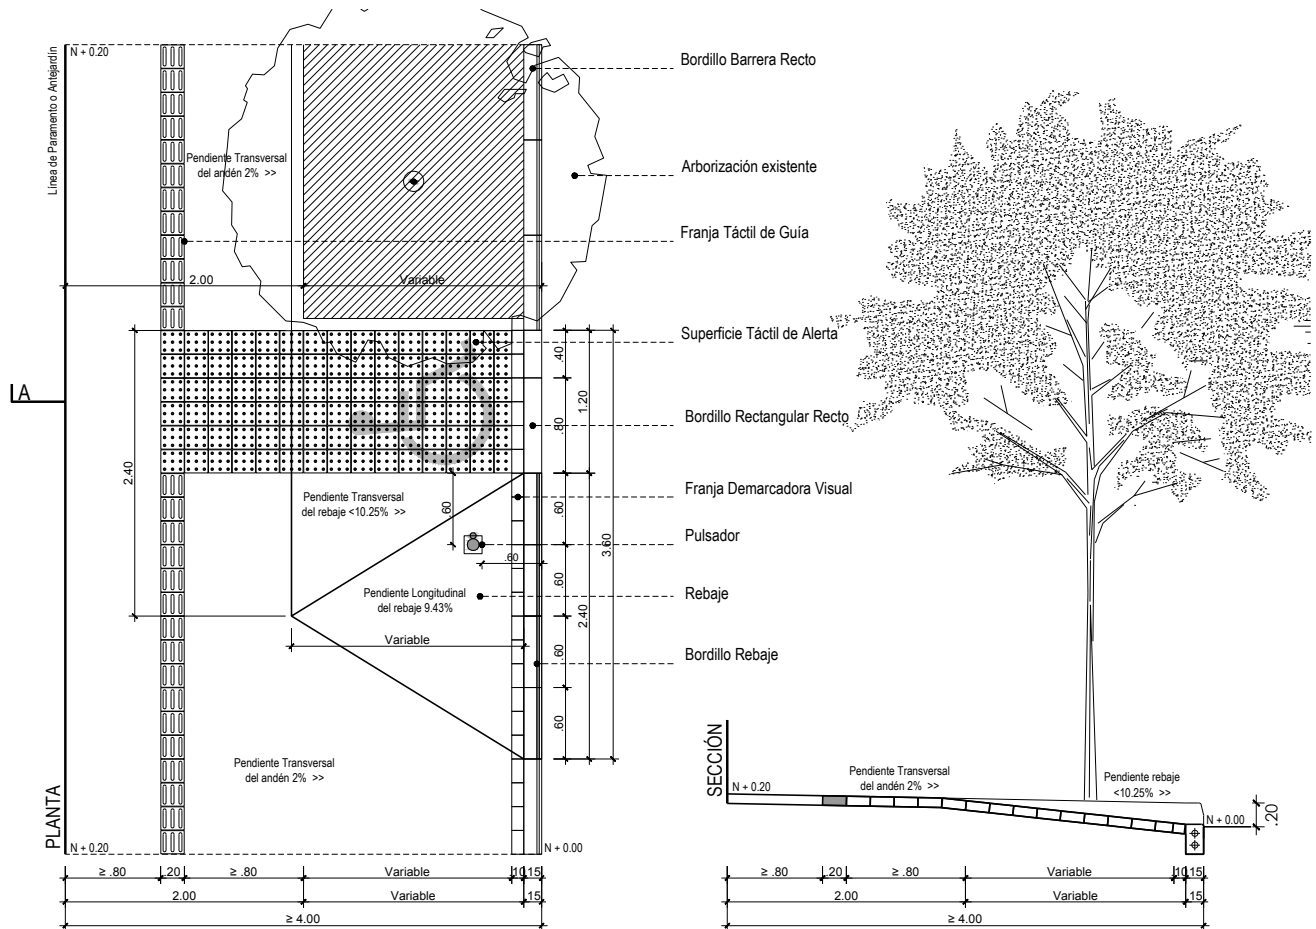 N + 0.20
Línea de Paramento o Antejardín
Pendiente Transversal
del andén 2% >>
2.00
Variable
Bordillo Barrera Recto
Arborización existente
Franja Táctil de Guía
Superficie Táctil de Alerta
Bordillo Rectangular Recto
Franja Demarcadora Visual
Pulsador
Rebaje
Bordillo Rebaje
A
2.40
.40
.80
1.20
Pendiente Transversal
del rebaje <10.25% >>
.60
.60
.60
3.60
.60
2.40
Pendiente Longitudinal
del rebaje 9.43%
Variable
.60
.60
Pendiente Transversal
del andén 2% >>
PLANTA
N + 0.20
N + 0.00
≥ .80
.20
≥ .80
Variable
.10
.15
2.00
Variable
.15
≥ 4.00
SECCIÓN
N + 0.20
Pendiente Transversal
del andén 2% >>
Pendiente rebaje
<10.25% >>
N + 0.00
.20
≥ .80
.20
≥ .80
Variable
.10
.15
2.00
Variable
.15
≥ 4.00